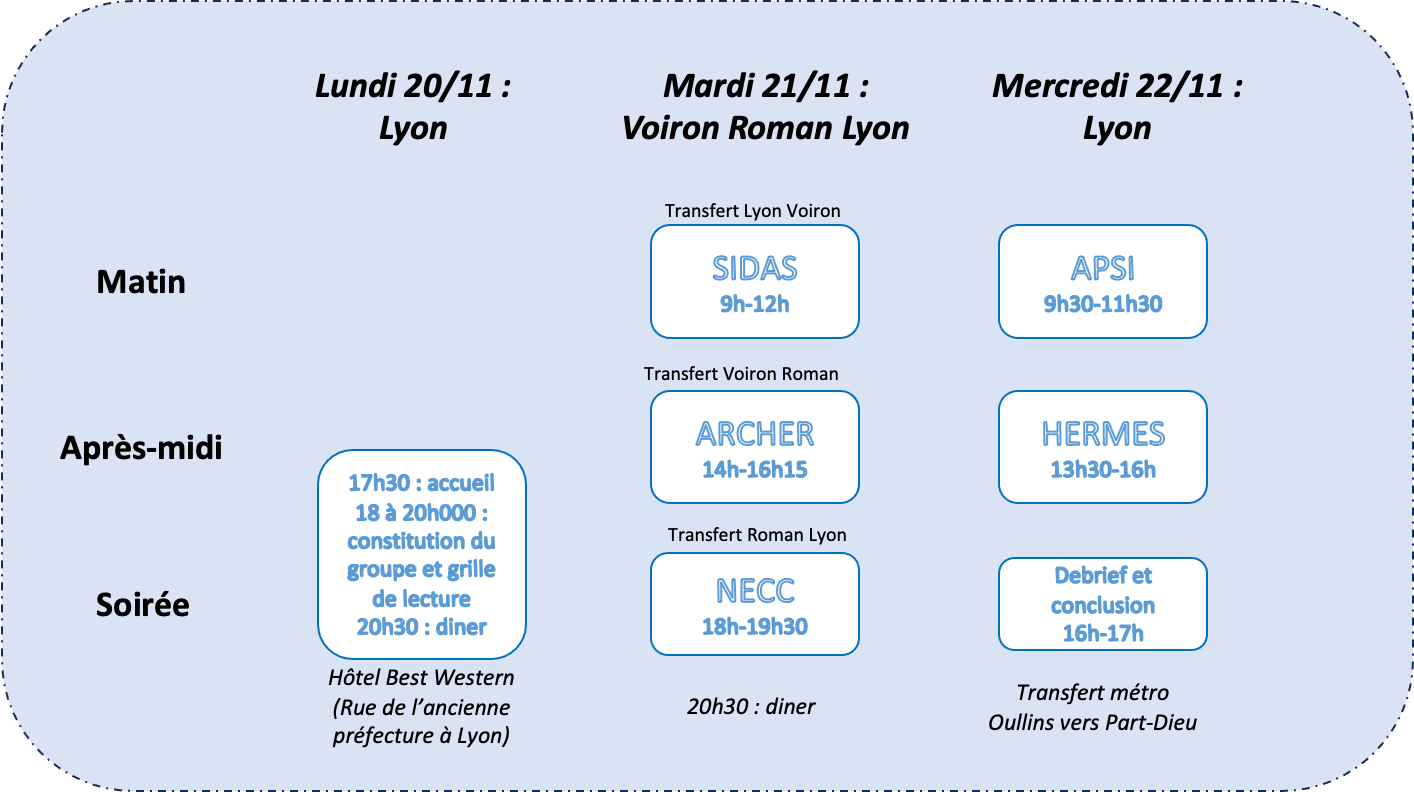 Lundi 20/11 :
Lyon
Mardi 21/11 :
Voiron Roman Lyon
Mercredi 22/11 :
Lyon
Matin
Transfert Lyon Voiron
SIDAS
9h-12h
APSI
9h30-11h30
Après-midi
Transfert Voiron Roman
ARCHER
14h-16h15
HERMES
13h30-16h
Soirée
17h30 : accueil
18 à 20h000 :
constitution du
groupe et grille
de lecture
20h30 : diner
Hôtel Best Western
(Rue de l’ancienne
préfecture à Lyon)
Transfert Roman Lyon
NECC
18h-19h30
20h30 : diner
Debrief et
conclusion
16h-17h
Transfert métro
Oullins vers Part-Dieu